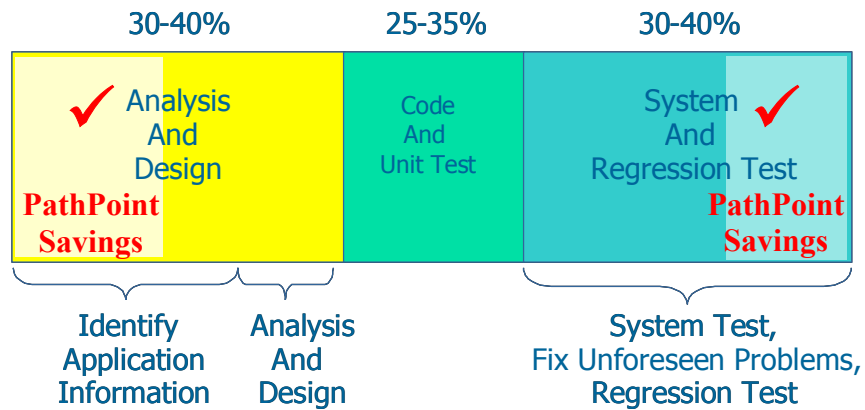 30-40%
25-35%
30-40%
Analysis
And
Design
PathPoint
Savings
Code
And
Unit Test
System
And
Regression Test
PathPoint
Savings
Identify
Application
Information
Analysis
And
Design
System Test,
Fix Unforeseen Problems,
Regression Test